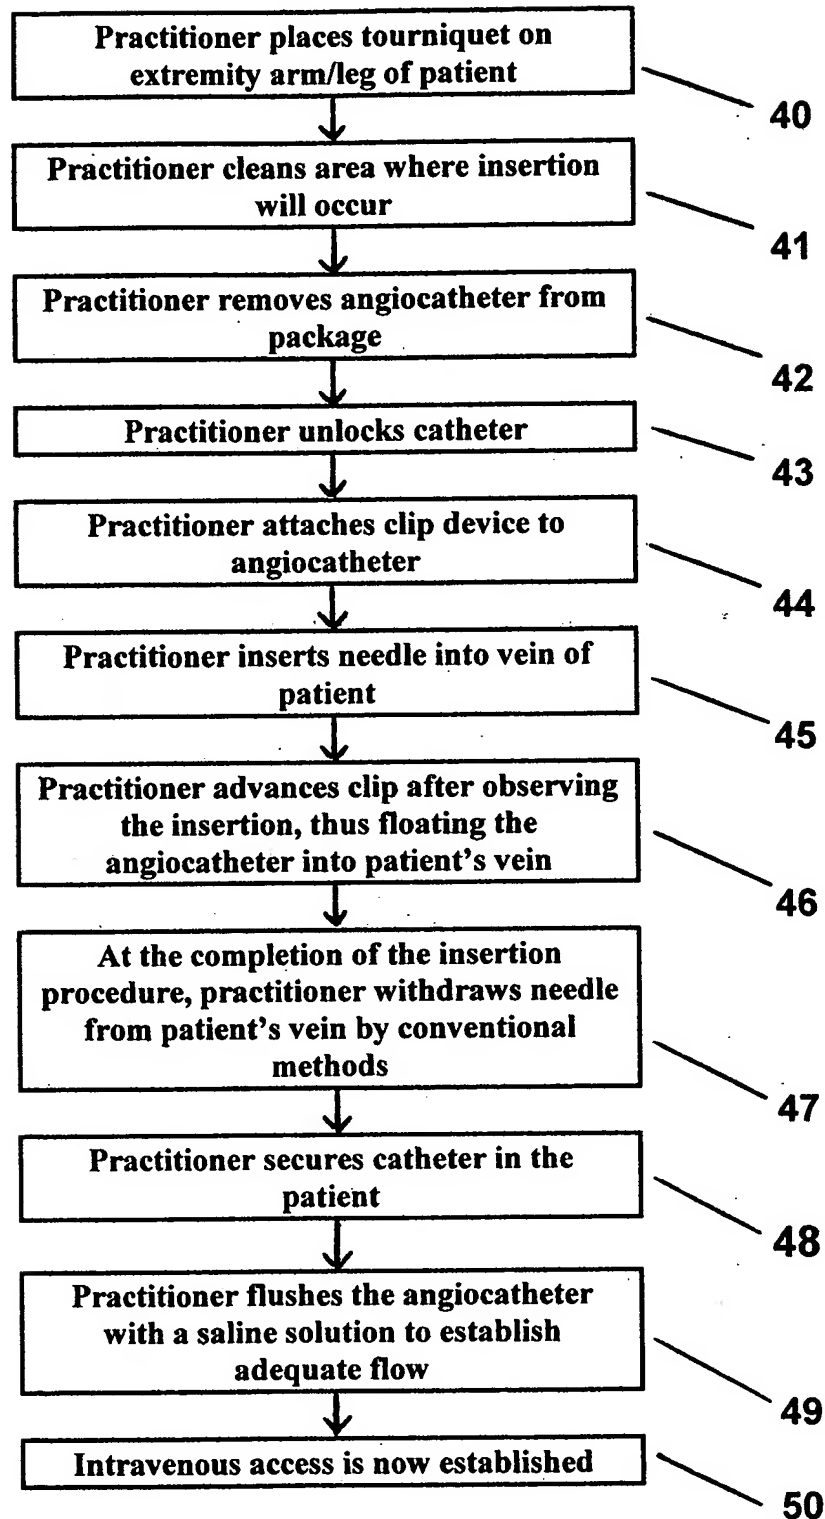 Practitioner places tourniquet on
extremity arm/leg of patient
40
Practitioner cleans area where insertion
will occur
41
Practitioner removes angiocatheter from
package
42
Practitioner unlocks catheter
43
Practitioner attaches clip device to
angiocatheter
44
Practitioner inserts needle into vein of
patient
45
Practitioner advances clip after observing
the insertion, thus floating the
angiocatheter into patient's vein
46
At the completion of the insertion
procedure, practitioner withdraws needle
from patient's vein by conventional
methods
47
Practitioner secures catheter in the
patient
48
Practitioner flushes the angiocatheter
with a saline solution to establish
adequate flow
49
Intravenous access is now established
50